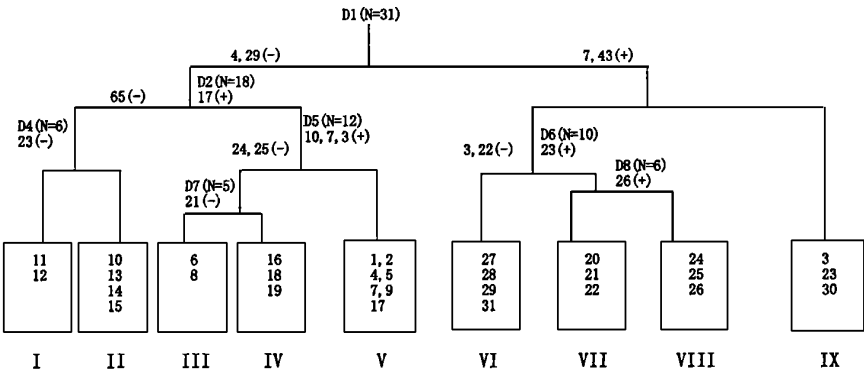 D1(N=31)
4, 29(-)
7, 43(+)
D2(N=18)
17(+)
65(-)
D4(N=6)
23(-)
D5(N=12)
10, 7, 3(+)
24, 25(-)
D7(N=5)
21(-)
D6(N=10)
23(+)
3, 22(-)
D8(N=6)
26(+)
11
12
10
13
14
15
6
8
16
18
19
1, 2
4, 5
7, 9
17
27
28
29
31
20
21
22
24
25
26
3
23
30
I
II
III
IV
V
VI
VII
VIII
IX